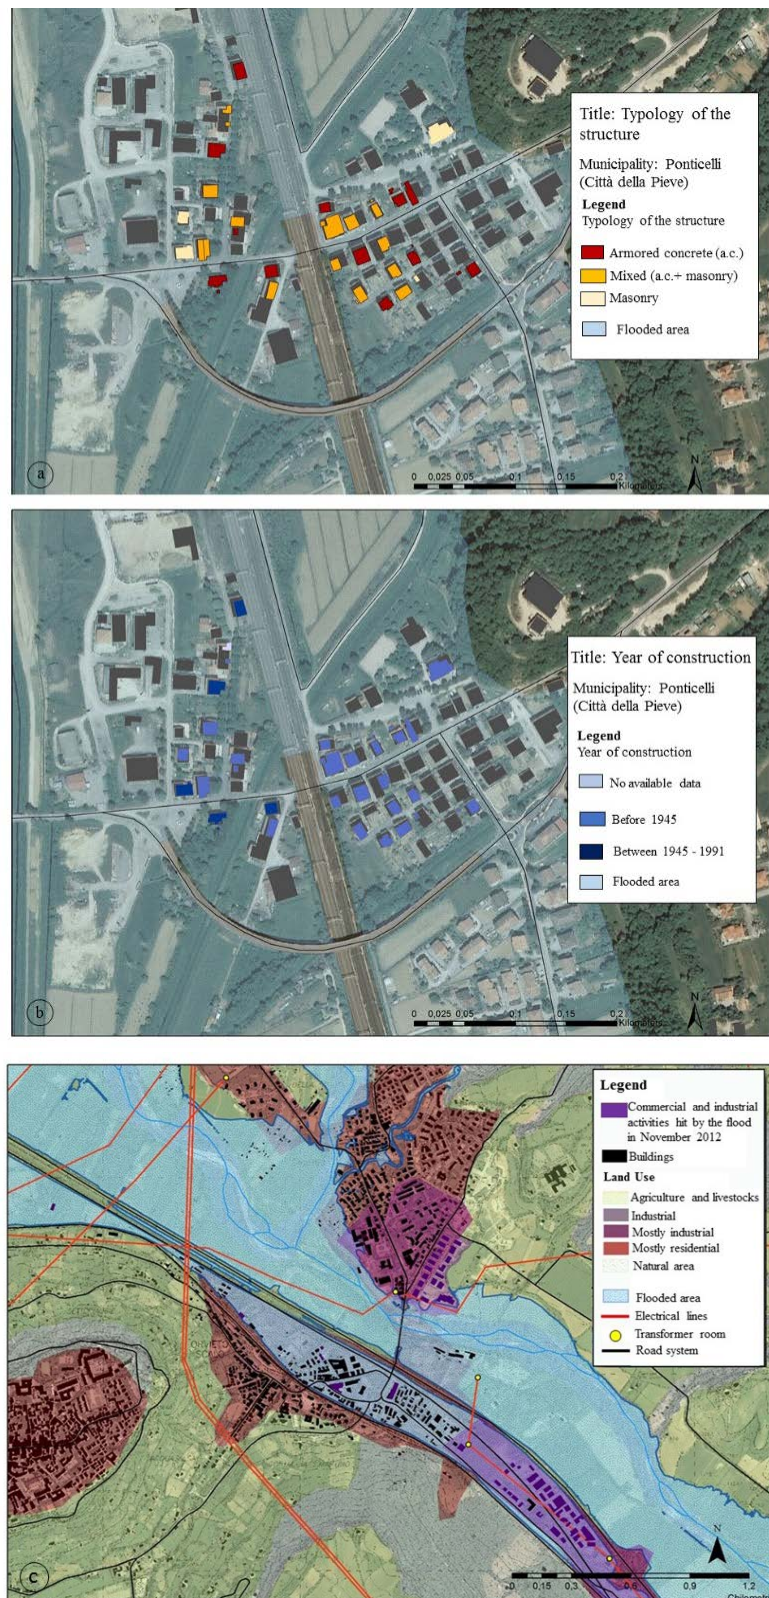 Title: Typology of the
structure
Municipality: Ponticelli
(Città della Pieve)
Legend
Typology of the structure
Armored concrete (a.c.)
Mixed (a.c.+ masonry)
Masonry
Flooded area
N
0 0,025 0,05 0,1 0,15 0,2
Kilometers
a
Title: Year of construction
Municipality: Ponticelli
(Città della Pieve)
Legend
Year of construction
No available data
Before 1945
Between 1945 - 1991
Flooded area
N
0 0,025 0,05 0,1 0,15 0,2
Kilometers
b
Legend
Commercial and industrial
activities hit by the flood
in November 2012
Buildings
Land Use
Agriculture and livestocks
Industrial
Mostly industrial
Mostly residential
Natural area
Flooded area
Electrical lines
Transformer room
Road system
N
0 0,15 0,3 0,6 0,9 1,2
c